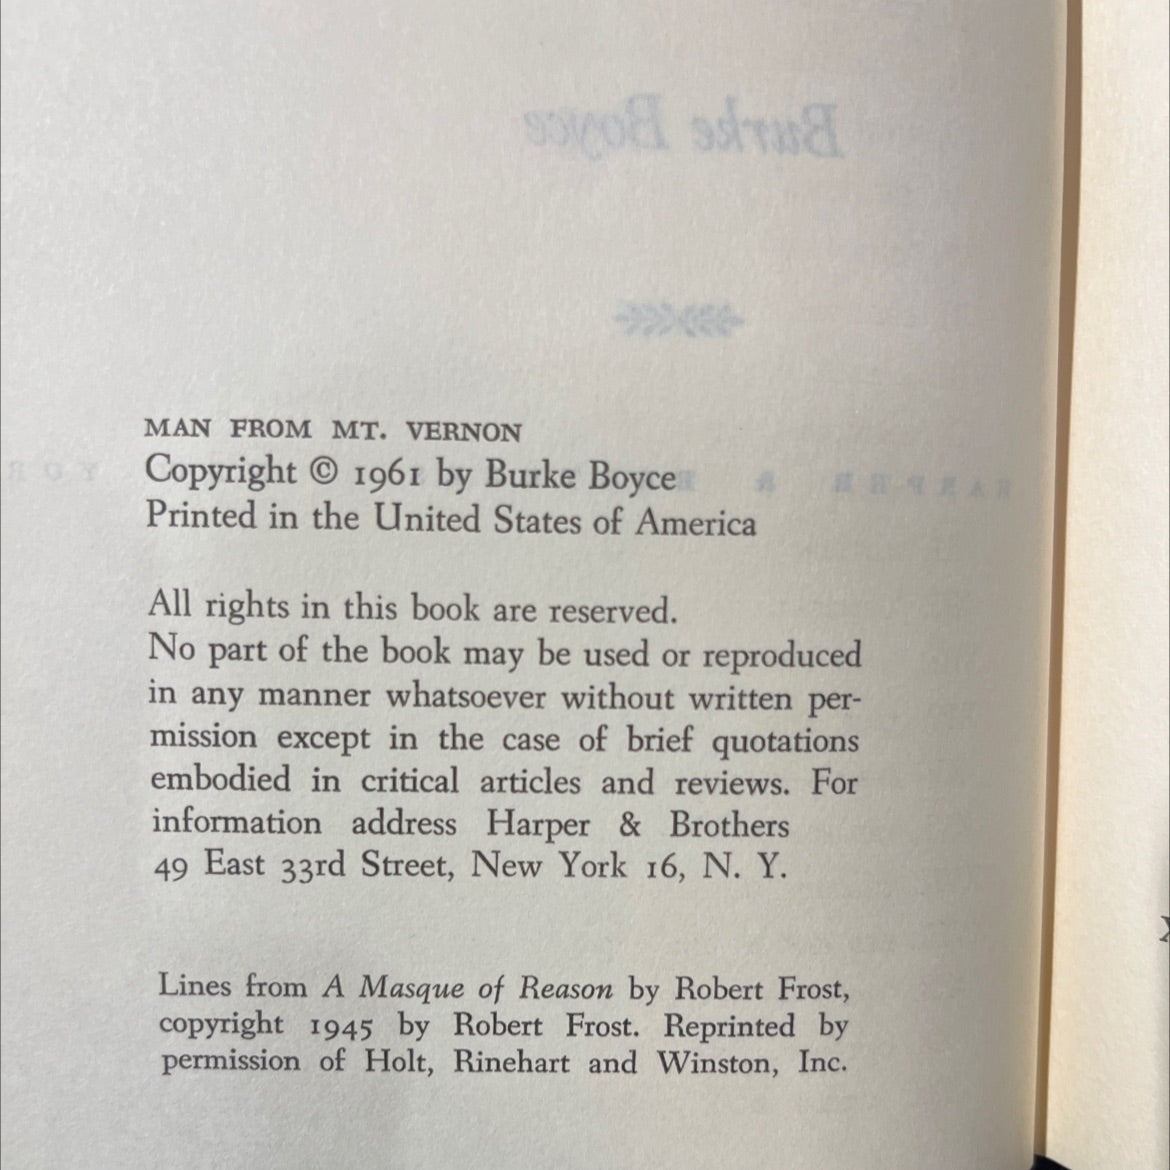 Burke Boyce
MAN FROM MT. VERNON
Copyright © 1961 by Burke Boyce
Printed in the United States of America
All rights in this book are reserved.
No part of the book may be used or reproduced
in any manner whatsoever without written per-
mission except in the case of brief quotations
embodied in critical articles and reviews. For
information address Harper & Brothers
49 East 33rd Street, New York 16, N. Y.
Lines from A Masque of Reason by Robert Frost,
copyright 1945 by Robert Frost. Reprinted by
permission of Holt, Rinehart and Winston, Inc.